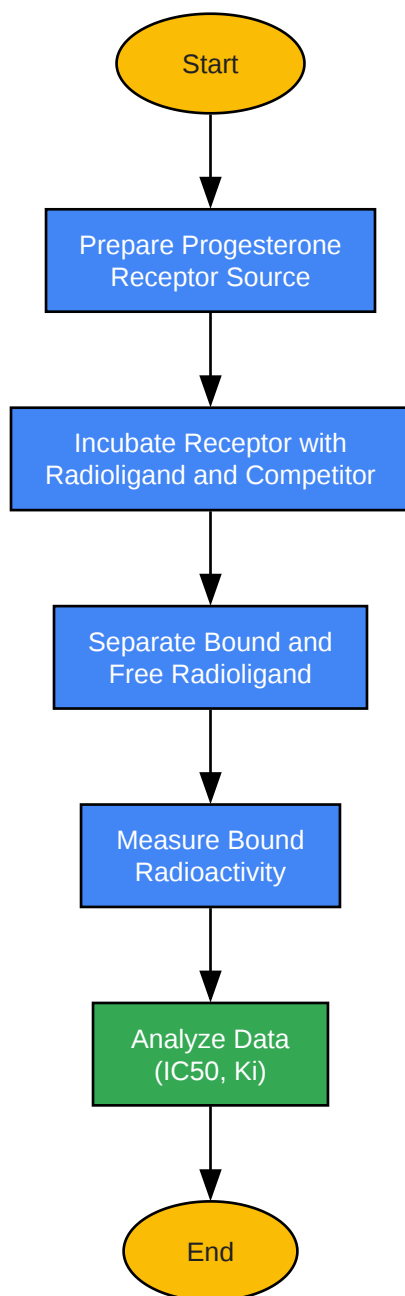 Start
Prepare Progesterone
Receptor Source
Incubate Receptor with
Radioligand and Competitor
Separate Bound and
Free Radioligand
Measure Bound
Radioactivity
Analyze Data
(IC50, Ki)
End